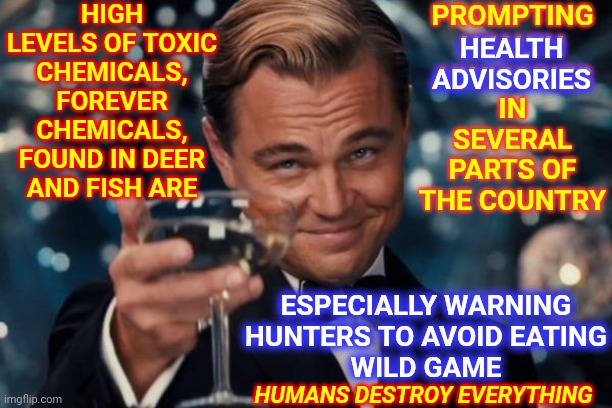 HIGH
LEVELS OF TOXIC
CHEMICALS,
FOREVER
CHEMICALS,
FOUND IN DEER
AND FISH ARE
PROMPTING
HEALTH
ADVISORIES
IN
SEVERAL
PARTS OF
THE COUNTRY
ESPECIALLY WARNING
HUNTERS TO AVOID EATING
WILD GAME
HUMANS DESTROY EVERYTHING
imgflip.com